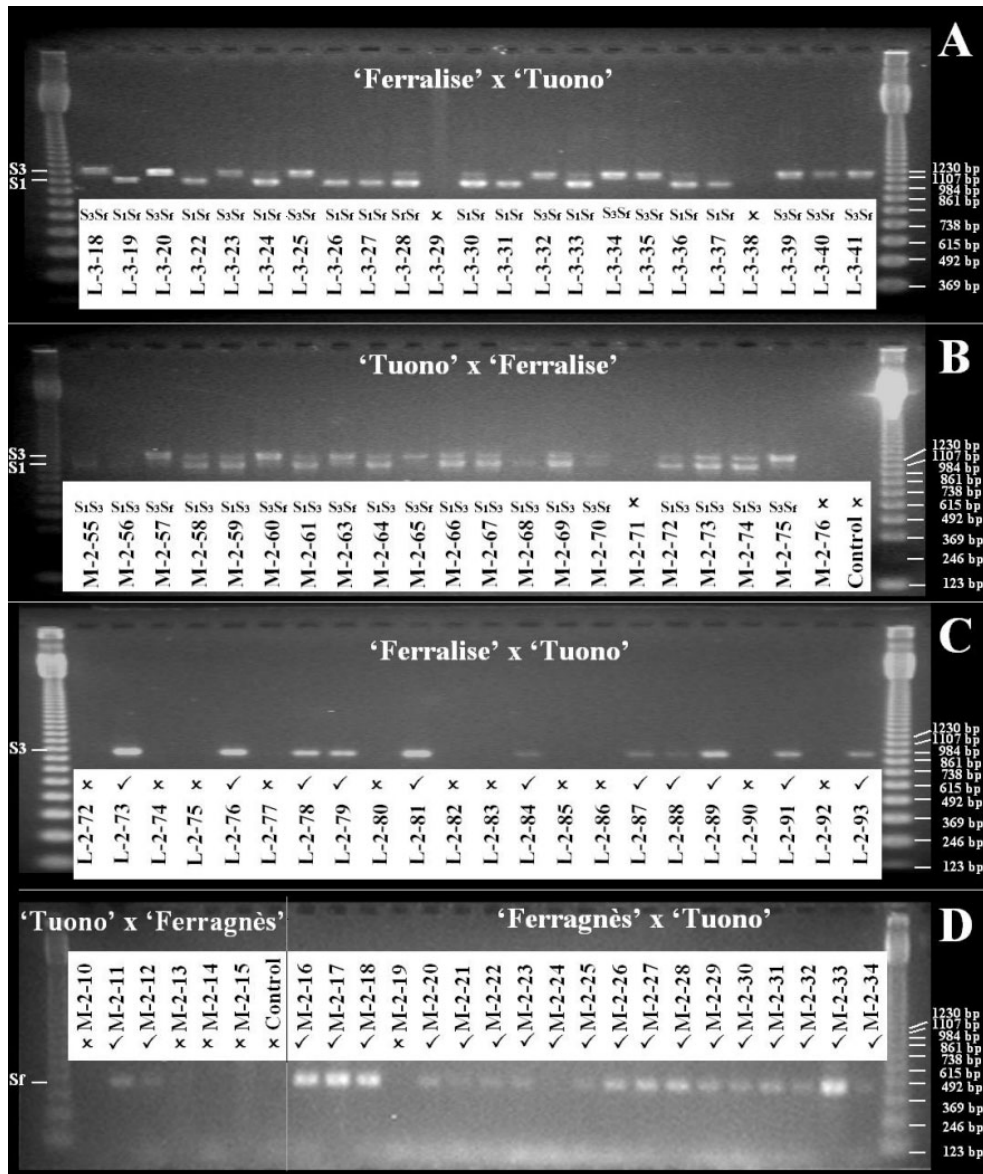 A
‘Ferralise’ x ‘Tuono’
S3
S1
S3Sf S1Sf S3Sf S1Sf S3Sf S1Sf S3Sf S1Sf S1Sf S1Sf x S1Sf S1Sf S3Sf S1Sf S3Sf S3Sf S1Sf S1Sf x S3Sf S3Sf S3Sf
L-3-18 L-3-19 L-3-20 L-3-22 L-3-23 L-3-24 L-3-25 L-3-26 L-3-27 L-3-28 L-3-29 L-3-30 L-3-31 L-3-32 L-3-33 L-3-34 L-3-35 L-3-36 L-3-37 L-3-38 L-3-39 L-3-40 L-3-41
1230 bp
1107 bp
984 bp
861 bp
738 bp
615 bp
492 bp
369 bp
B
‘Tuono’ x ‘Ferralise’
S3
S1
S1S3 S1S3 S3Sf S1S3 S1S3 S3Sf S1S3 S3Sf S1S3 S3Sf S1S3 S1S3 S1S3 S1S3 S3Sf x S1S3 S1S3 S1S3 S3Sf x x
M-2-55 M-2-56 M-2-57 M-2-58 M-2-59 M-2-60 M-2-61 M-2-63 M-2-64 M-2-65 M-2-66 M-2-67 M-2-68 M-2-69 M-2-70 M-2-71 M-2-72 M-2-73 M-2-74 M-2-75 M-2-76 Control
1230 bp
1107 bp
984 bp
861 bp
738 bp
615 bp
492 bp
369 bp
246 bp
123 bp
C
‘Ferralise’ x ‘Tuono’
S3
x ✓ x x ✓ x ✓ ✓ x ✓ x x ✓ x x ✓ ✓ ✓ x ✓ x ✓
L-2-72 L-2-73 L-2-74 L-2-75 L-2-76 L-2-77 L-2-78 L-2-79 L-2-80 L-2-81 L-2-82 L-2-83 L-2-84 L-2-85 L-2-86 L-2-87 L-2-88 L-2-89 L-2-90 L-2-91 L-2-92 L-2-93
1230 bp
1107 bp
984 bp
861 bp
738 bp
615 bp
492 bp
369 bp
246 bp
123 bp
D
‘Tuono’ x ‘Ferragnès’
‘Ferragnès’ x ‘Tuono’
M-2-10 M-2-11 M-2-12 M-2-13 M-2-14 M-2-15 Control M-2-16 M-2-17 M-2-18 M-2-19 M-2-20 M-2-21 M-2-22 M-2-23 M-2-24 M-2-25 M-2-26 M-2-27 M-2-28 M-2-29 M-2-30 M-2-31 M-2-32 M-2-33 M-2-34
x ✓ ✓ x x x x ✓ ✓ ✓ x ✓ ✓ ✓ ✓ ✓ ✓ ✓ ✓ ✓ ✓ ✓ ✓ ✓ ✓ ✓
Sf
1230 bp
1107 bp
984 bp
861 bp
738 bp
615 bp
492 bp
369 bp
246 bp
123 bp